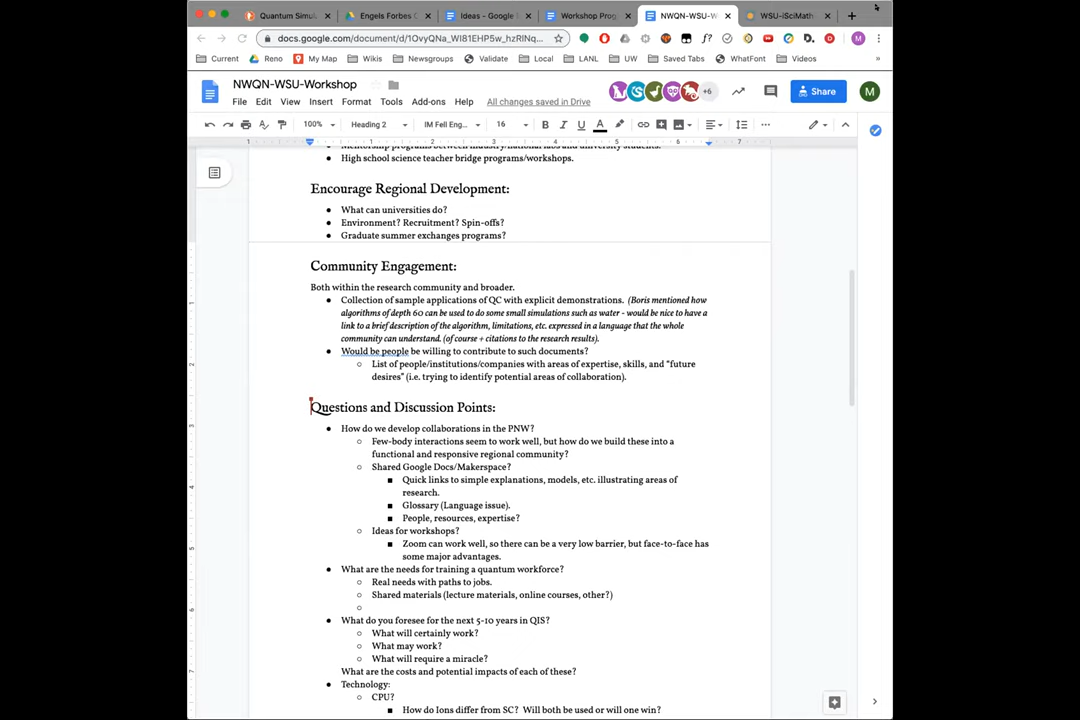 Quantum Simul
Engels Forbes C
Ideas - Google
Workshop Prog
NWQN-WSU-W
WSU-iSciMath
docs.google.com/document/d/1OvyQNa_WI81EHP5w_hzRlNq...
M
Current
Reno
My Map
Wikis
Newsgroups
Validate
Local
LANL
UW
Saved Tabs
WhatFont
Videos
NWQN-WSU-Workshop
File Edit View Insert Format Tools Add-ons Help All changes saved in Drive
+6
Share
M
100% Heading 2 IM Fell Eng... 16 B I U A
1 1 2 3 4 5 6 7
High school science teacher bridge programs/workshops.
Encourage Regional Development:
What can universities do?
Environment? Recruitment? Spin-offs?
Graduate summer exchanges programs?
Community Engagement:
Both within the research community and broader.
Collection of sample applications of QC with explicit demonstrations. (Boris mentioned how
algorithms of depth 60 can be used to do some small simulations such as water - would be nice to have a
link to a brief description of the algorithm, limitations, etc. expressed in a language that the whole
community can understand. (of course + citations to the research results).
Would be people be willing to contribute to such documents?
List of people/institutions/companies with areas of expertise, skills, and "future
desires" (i.e. trying to identify potential areas of collaboration).
Questions and Discussion Points:
How do we develop collaborations in the PNW?
Few-body interactions seem to work well, but how do we build these into a
functional and responsive regional community?
Shared Google Docs/Makerspace?
Quick links to simple explanations, models, etc. illustrating areas of
research.
Glossary (Language issue).
People, resources, expertise?
Ideas for workshops?
Zoom can work well, so there can be a very low barrier, but face-to-face has
some major advantages.
What are the needs for training a quantum workforce?
Real needs with paths to jobs.
Shared materials (lecture materials, online courses, other?)
What do you foresee for the next 5-10 years in QIS?
What will certainly work?
What may work?
What will require a miracle?
What are the costs and potential impacts of each of these?
Technology:
CPU?
How do Ions differ from SC? Will both be used or will one win?